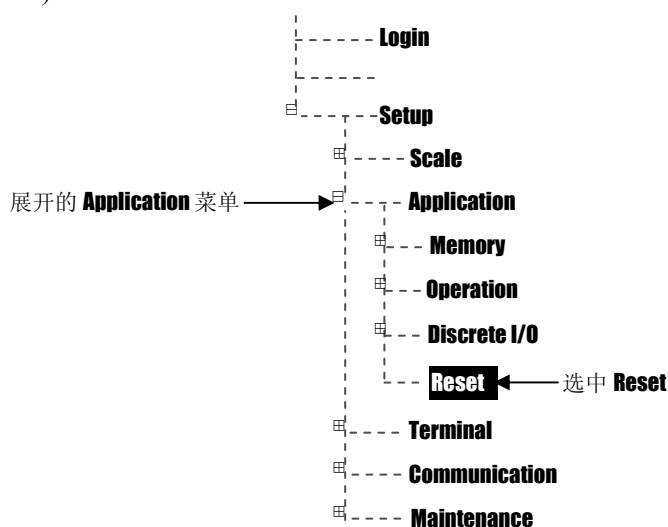 Login
Setup
Scale
展开的 Application 菜单
Application
Memory
Operation
Discrete I/O
Reset
选中 Reset
Terminal
Communication
Maintenance